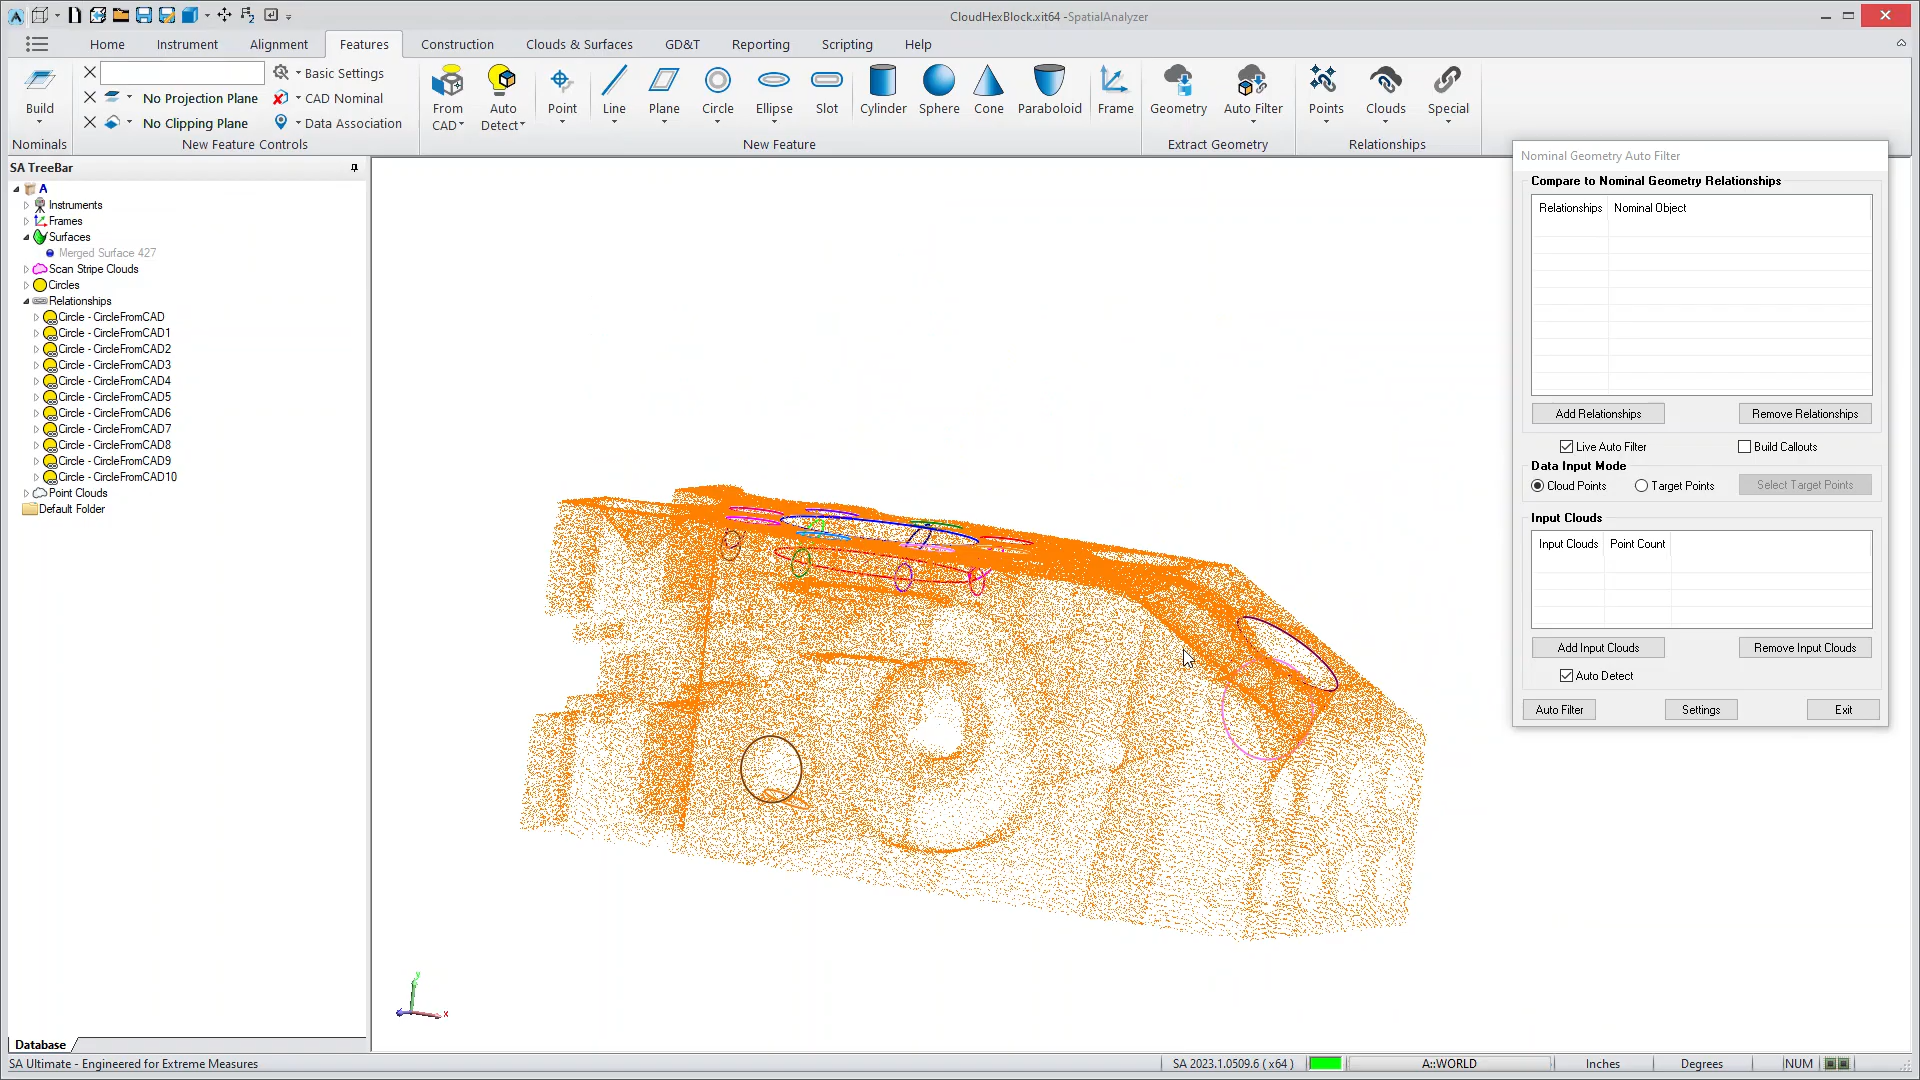 CloudHexBlock.xit64 -SpatialAnalyzer
Home Instrument Alignment Features Construction Clouds & Surfaces GD&T Reporting Scripting Help
Build
Nominals
Basic Settings
No Projection Plane
CAD Nominal
No Clipping Plane
Data Association
New Feature Controls
From CAD
Auto Detect
Point
Line
Plane
Circle
Ellipse
Slot
Cylinder
Sphere
Cone
Paraboloid
Frame
New Feature
Geometry
Auto Filter
Extract Geometry
Points
Clouds
Special
Relationships
SA TreeBar
A
Instruments
Frames
Surfaces
Merged Surface 427
Scan Stripe Clouds
Circles
Relationships
Circle - CircleFromCAD
Circle - CircleFromCAD1
Circle - CircleFromCAD2
Circle - CircleFromCAD3
Circle - CircleFromCAD4
Circle - CircleFromCAD5
Circle - CircleFromCAD6
Circle - CircleFromCAD7
Circle - CircleFromCAD8
Circle - CircleFromCAD9
Circle - CircleFromCAD10
Point Clouds
Default Folder
Database
y
x
Nominal Geometry Auto Filter
Compare to Nominal Geometry Relationships
Relationships Nominal Object
Add Relationships Remove Relationships
Live Auto Filter Build Callouts
Data Input Mode
Cloud Points Target Points Select Target Points
Input Clouds
Input Clouds Point Count
Add Input Clouds Remove Input Clouds
Auto Detect
Auto Filter Settings Exit
SA Ultimate - Engineered for Extreme Measures
SA 2023.1.0509.6 ( x64 )
A::WORLD
Inches
Degrees
NUM